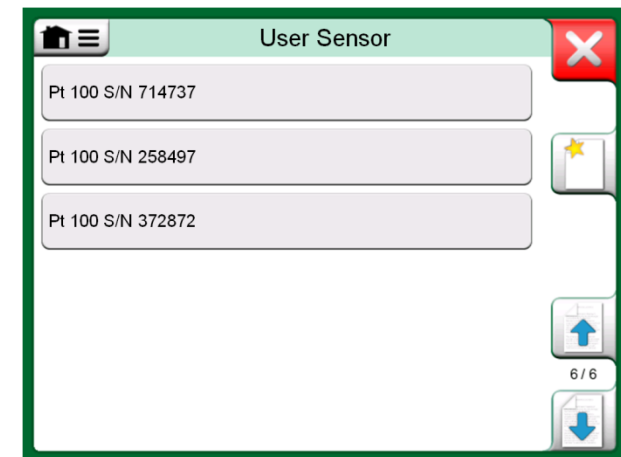 User Sensor
Pt 100 S/N 714737
Pt 100 S/N 258497
Pt 100 S/N 372872
6 / 6